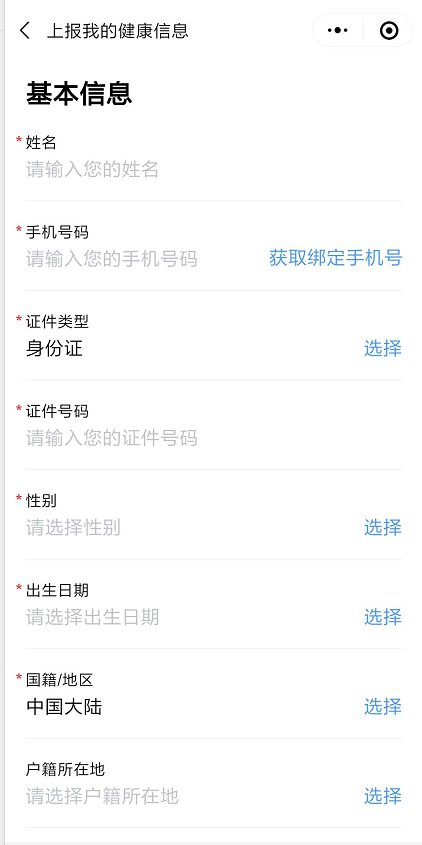 上报我的健康信息
基本信息
* 姓名
请输入您的姓名
* 手机号码
请输入您的手机号码 获取绑定手机号
* 证件类型
身份证 选择
* 证件号码
请输入您的证件号码
* 性别
请选择性别 选择
* 出生日期
请选择出生日期 选择
* 国籍/地区
中国大陆 选择
户籍所在地
请选择户籍所在地 选择